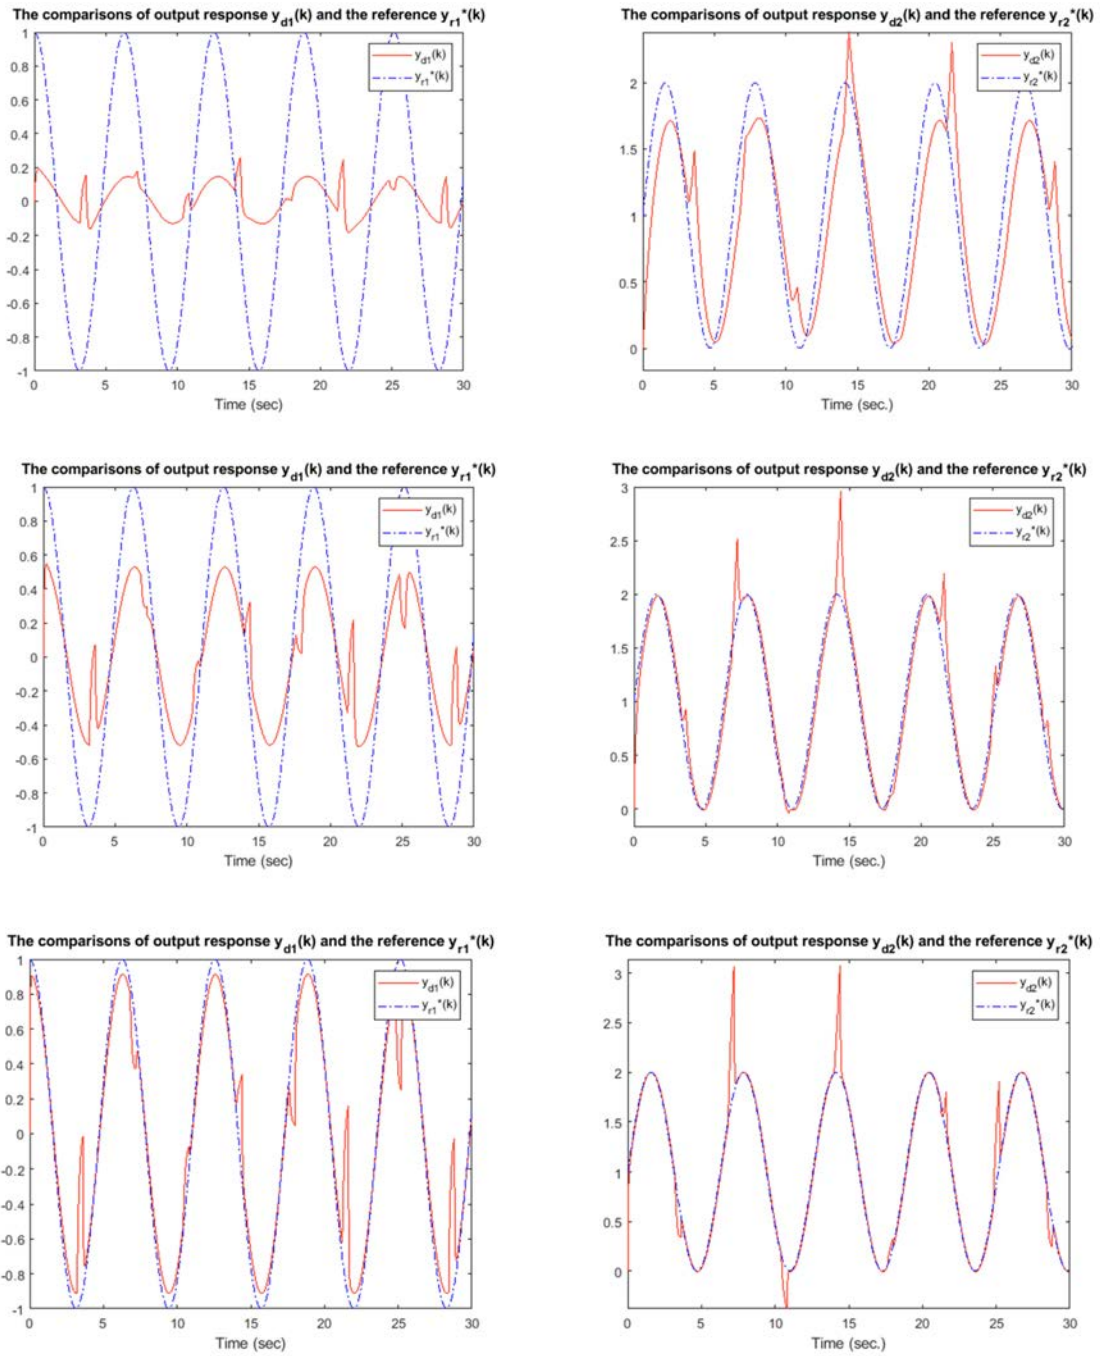 The comparisons of output response y_d1(k) and the reference y_r1*(k)
1
0.8
0.6
0.4
0.2
0
-0.2
-0.4
-0.6
-0.8
-1
y_d1(k)
y_r1*(k)
0 5 10 15 20 25 30
Time (sec)
The comparisons of output response y_d2(k) and the reference y_r2*(k)
2
1.5
1
0.5
0
y_d2(k)
y_r2*(k)
0 5 10 15 20 25 30
Time (sec.)
The comparisons of output response y_d1(k) and the reference y_r1*(k)
1
0.8
0.6
0.4
0.2
0
-0.2
-0.4
-0.6
-0.8
-1
y_d1(k)
y_r1*(k)
0 5 10 15 20 25 30
Time (sec)
The comparisons of output response y_d2(k) and the reference y_r2*(k)
3
2.5
2
1.5
1
0.5
0
y_d2(k)
y_r2*(k)
0 5 10 15 20 25 30
Time (sec.)
The comparisons of output response y_d1(k) and the reference y_r1*(k)
1
0.8
0.6
0.4
0.2
0
-0.2
-0.4
-0.6
-0.8
-1
y_d1(k)
y_r1*(k)
0 5 10 15 20 25 30
Time (sec)
The comparisons of output response y_d2(k) and the reference y_r2*(k)
3
2.5
2
1.5
1
0.5
0
y_d2(k)
y_r2*(k)
0 5 10 15 20 25 30
Time (sec.)